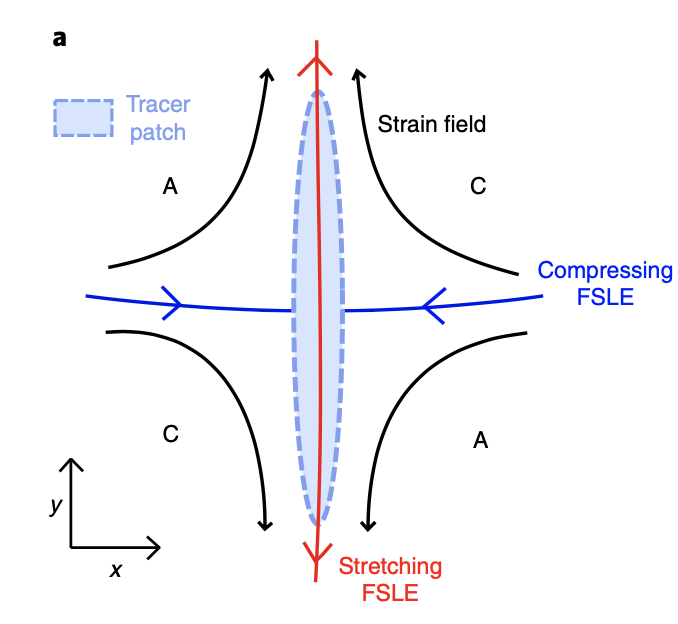 a
Tracer
patch
Strain field
A
C
Compressing
FSLE
C
A
y
x
Stretching
FSLE